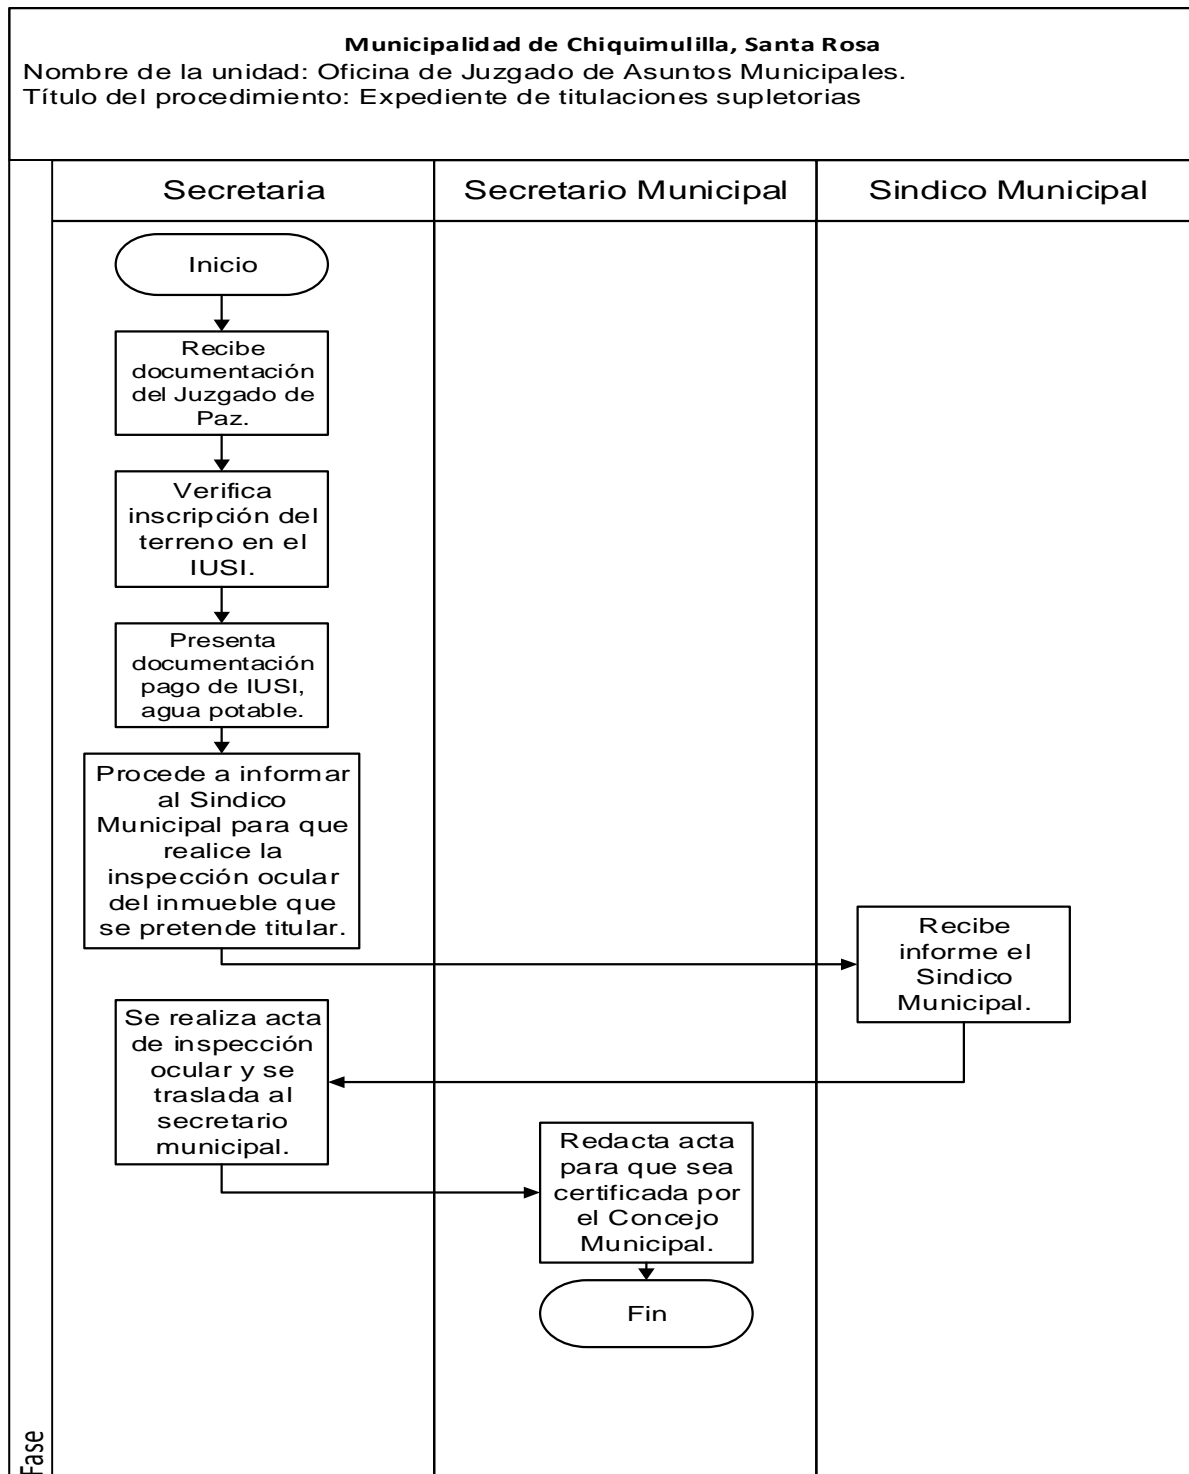 Municipalidad de Chiquimulilla, Santa Rosa
Nombre de la unidad: Oficina de Juzgado de Asuntos Municipales.
Título del procedimiento: Expediente de titulaciones supletorias
Secretaria
Secretario Municipal
Sindico Municipal
Inicio
Recibe
documentación
del Juzgado de
Paz.
Verifica
inscripción del
terreno en el
IUSI.
Presenta
documentación
pago de IUSI,
agua potable.
Procede a informar
al Sindico
Municipal para que
realice la
inspección ocular
del inmueble que
se pretende titular.
Recibe
informe el
Sindico
Municipal.
Se realiza acta
de inspección
ocular y se
traslada al
secretario
municipal.
Redacta acta
para que sea
certificada por
el Concejo
Municipal.
Fin
Fase